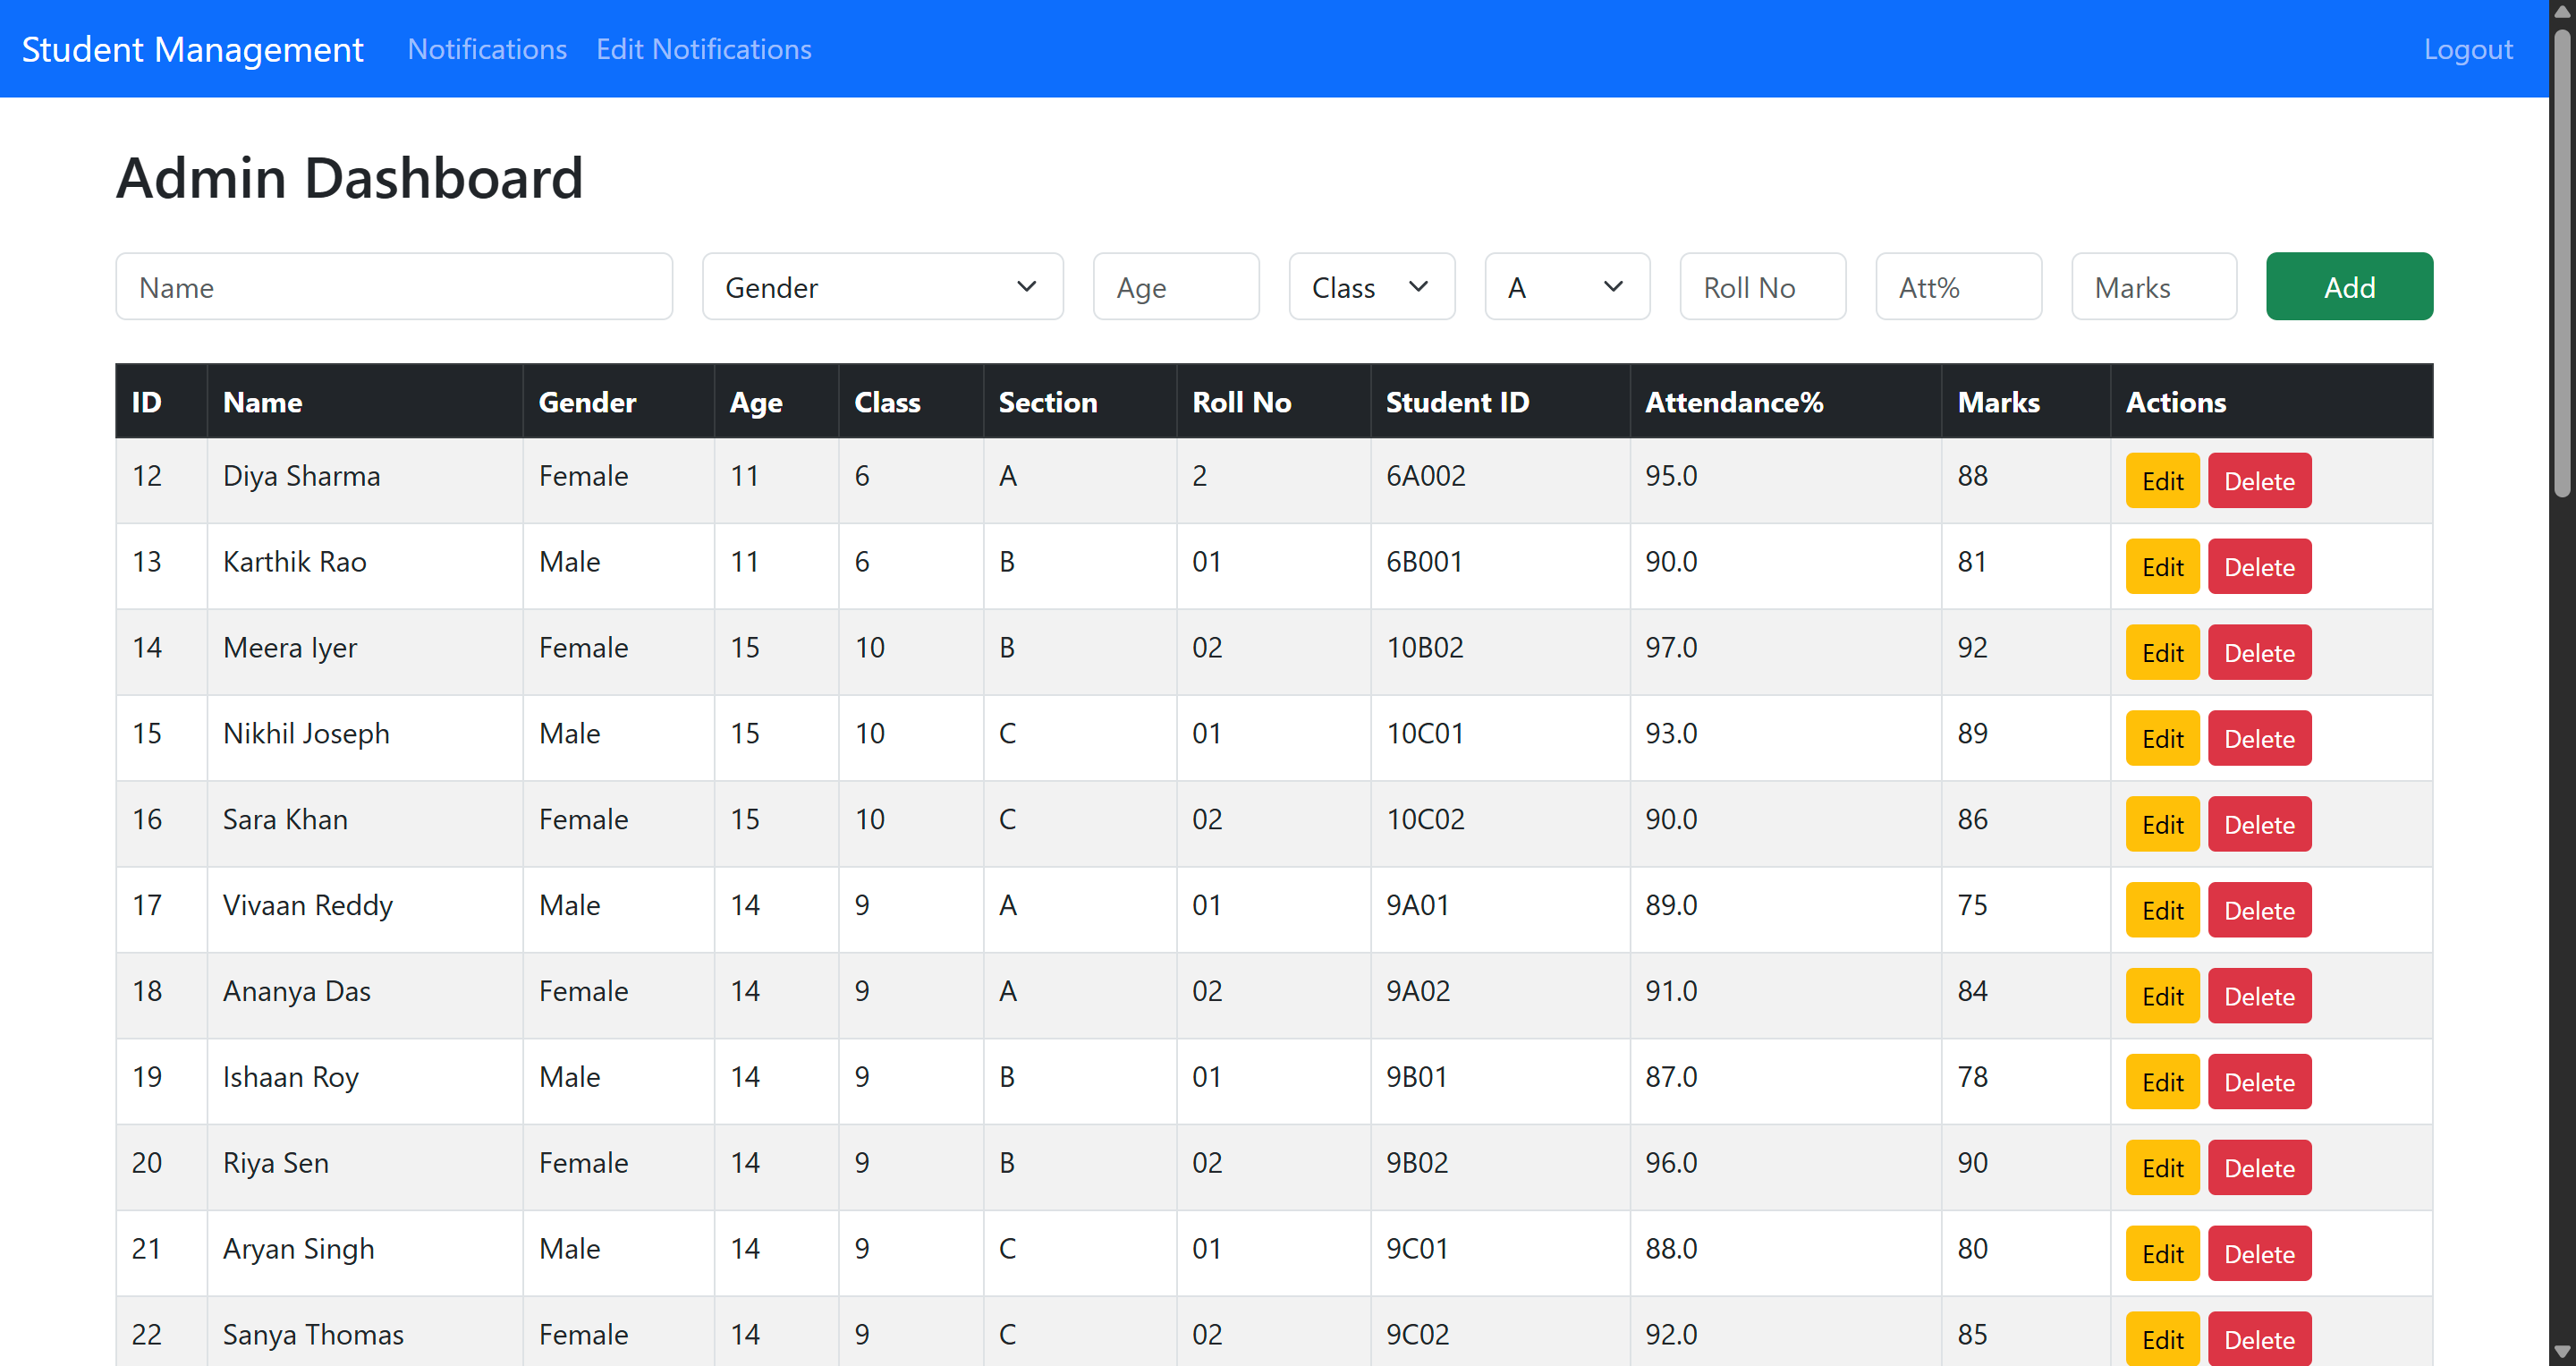 Student Management Notifications Edit Notifications Logout
Admin Dashboard
Name Gender Age Class A Roll No Att% Marks Add
ID Name Gender Age Class Section Roll No Student ID Attendance% Marks Actions
12 Diya Sharma Female 11 6 A 2 6A002 95.0 88 Edit Delete
13 Karthik Rao Male 11 6 B 01 6B001 90.0 81 Edit Delete
14 Meera Iyer Female 15 10 B 02 10B02 97.0 92 Edit Delete
15 Nikhil Joseph Male 15 10 C 01 10C01 93.0 89 Edit Delete
16 Sara Khan Female 15 10 C 02 10C02 90.0 86 Edit Delete
17 Vivaan Reddy Male 14 9 A 01 9A01 89.0 75 Edit Delete
18 Ananya Das Female 14 9 A 02 9A02 91.0 84 Edit Delete
19 Ishaan Roy Male 14 9 B 01 9B01 87.0 78 Edit Delete
20 Riya Sen Female 14 9 B 02 9B02 96.0 90 Edit Delete
21 Aryan Singh Male 14 9 C 01 9C01 88.0 80 Edit Delete
22 Sanya Thomas Female 14 9 C 02 9C02 92.0 85 Edit Delete